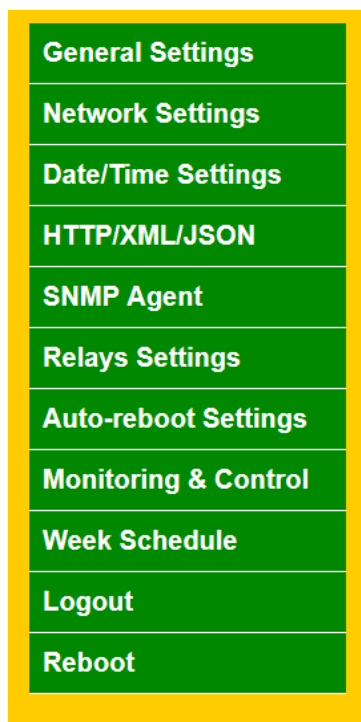 General Settings
Network Settings
Date/Time Settings
HTTP/XML/JSON
SNMP Agent
Relays Settings
Auto-reboot Settings
Monitoring & Control
Week Schedule
Logout
Reboot